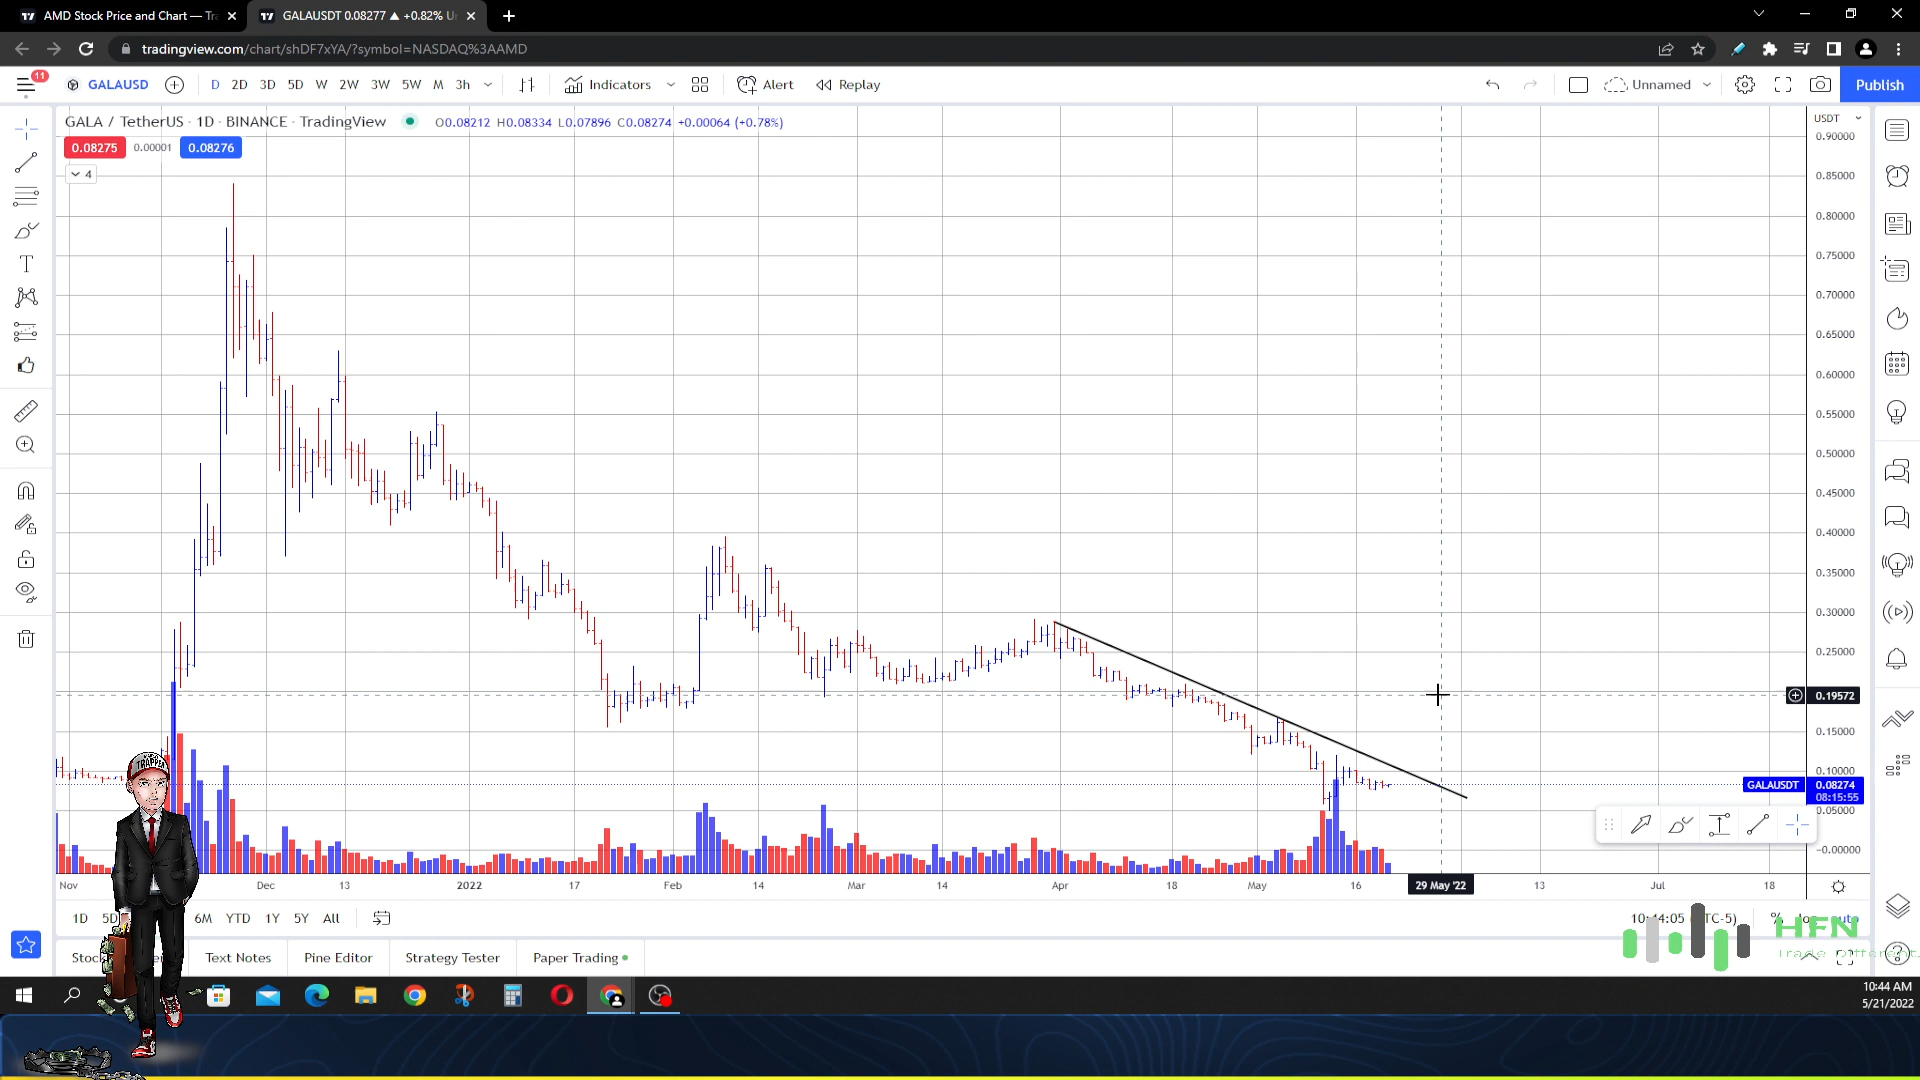 AMD Stock Price and Chart — Tra
GALAUSDT 0.08277 ▲ +0.82% Un
tradingview.com/chart/shDF7xYA/?symbol=NASDAQ%3AAMD
11
GALAUSD
D 2D 3D 5D W 2W 3W 5W M 3h
Indicators
Alert
Replay
Unnamed
Publish
GALA / TetherUS · 1D · BINANCE · TradingView
O0.08212 H0.08334 L0.07896 C0.08274 +0.00064 (+0.78%)
USDT
0.08275 0.00001 0.08276
4
0.90000
0.85000
0.80000
0.75000
0.70000
0.65000
0.60000
0.55000
0.50000
0.45000
0.40000
0.35000
0.30000
0.25000
0.19572
0.15000
0.10000
GALAUSDT 0.08274
08:15:55
0.05000
-0.00000
TRAPPER
Nov Dec 13 2022 17 Feb 14 Mar 14 Apr 18 May 16 29 May '22 13 Jul 18
1D 6M YTD 1Y 5Y All
%
HFN
Trade Different.
Text Notes Pine Editor Strategy Tester Paper Trading
10:44 AM
5/21/2022